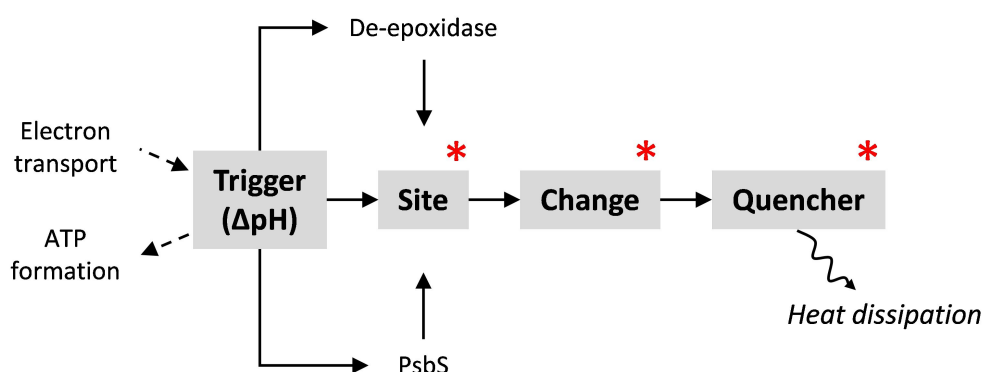 De-epoxidase
Electron
transport
Trigger
(ΔpH)
*
Site
*
Change
*
Quencher
ATP
formation
Heat dissipation
PsbS